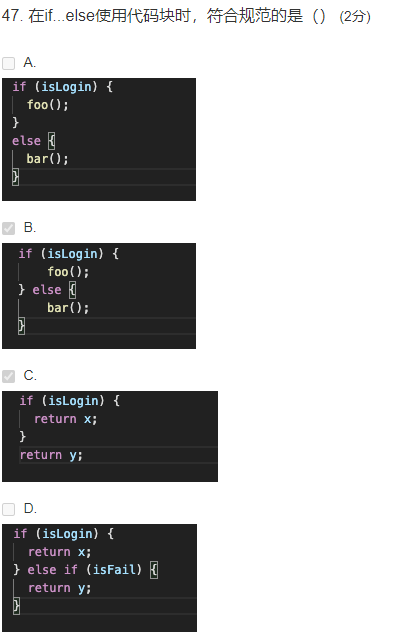 47. 在if...else使用代码块时，符合规范的是（） (2分)
A.
if (isLogin) {
foo();
}
else {
bar();
}
B.
if (isLogin) {
foo();
} else {
bar();
}
C.
if (isLogin) {
return x;
}
return y;
D.
if (isLogin) {
return x;
} else if (isFail) {
return y;
}